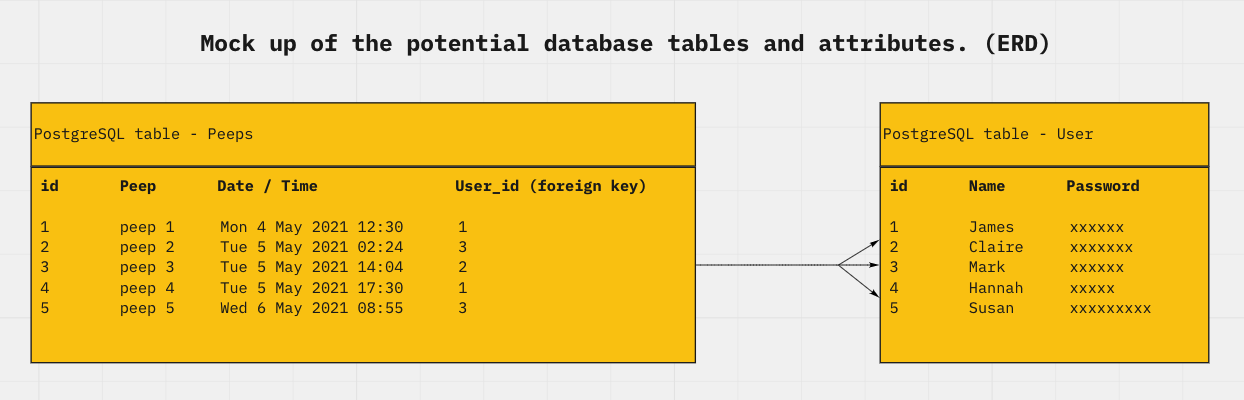 Mock up of the potential database tables and attributes. (ERD)
PostgreSQL table - Peeps
id Peep Date / Time User_id (foreign key)
1 peep 1 Mon 4 May 2021 12:30 1
2 peep 2 Tue 5 May 2021 02:24 3
3 peep 3 Tue 5 May 2021 14:04 2
4 peep 4 Tue 5 May 2021 17:30 1
5 peep 5 Wed 6 May 2021 08:55 3
PostgreSQL table - User
id Name Password
1 James xxxxxx
2 Claire xxxxxxx
3 Mark xxxxxx
4 Hannah xxxxx
5 Susan xxxxxxxxx